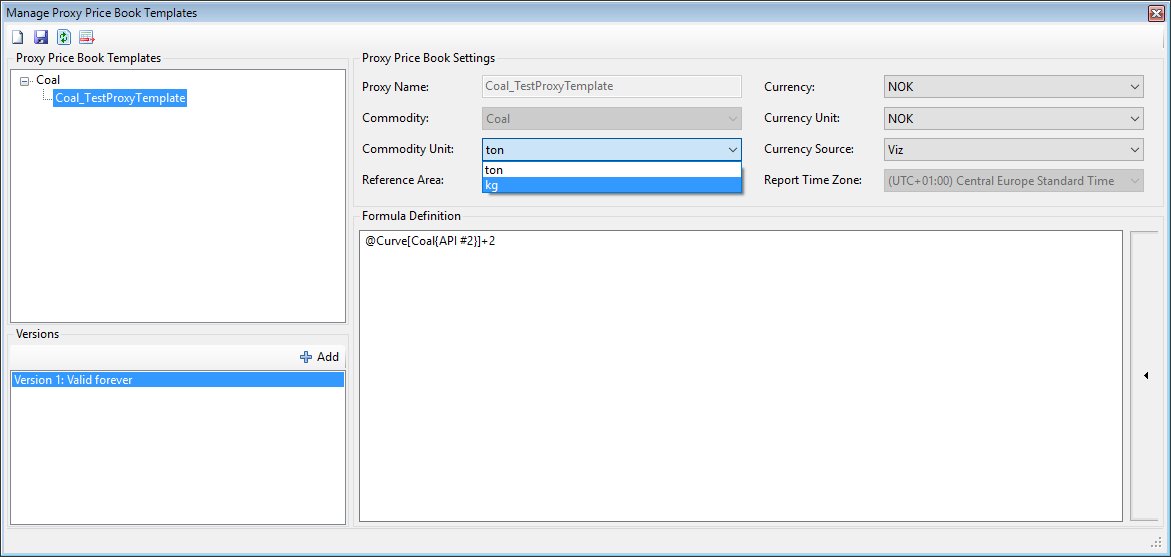 Manage Proxy Price Book Templates
Proxy Price Book Templates
Coal
Coal_TestProxyTemplate
Versions
Add
Version 1: Valid forever
Proxy Price Book Settings
Proxy Name: Coal_TestProxyTemplate
Commodity: Coal
Commodity Unit: ton
ton
kg
Reference Area:
Currency: NOK
Currency Unit: NOK
Currency Source: Viz
Report Time Zone: (UTC+01:00) Central Europe Standard Time
Formula Definition
@Curve[Coal{API #2}]+2